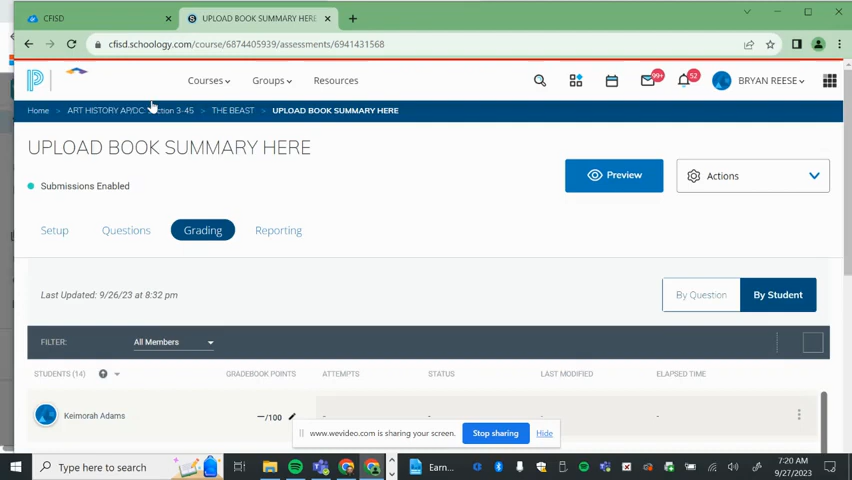 CFISD
UPLOAD BOOK SUMMARY HERE
cfisd.schoology.com/course/6874405939/assessments/6941431568
Courses
Groups
Resources
99+
52
BRYAN REESE
Home > ART HISTORY AP/DC: Section 3-45 > THE BEAST > UPLOAD BOOK SUMMARY HERE
UPLOAD BOOK SUMMARY HERE
Submissions Enabled
Preview
Actions
Setup
Questions
Grading
Reporting
Last Updated: 9/26/23 at 8:32 pm
By Question
By Student
FILTER:
All Members
STUDENTS (14)
GRADEBOOK POINTS
ATTEMPTS
STATUS
LAST MODIFIED
ELAPSED TIME
Keimorah Adams
—/100
-
-
-
-
www.wevideo.com is sharing your screen.
Stop sharing
Hide
Type here to search
Earn...
7:20 AM
9/27/2023